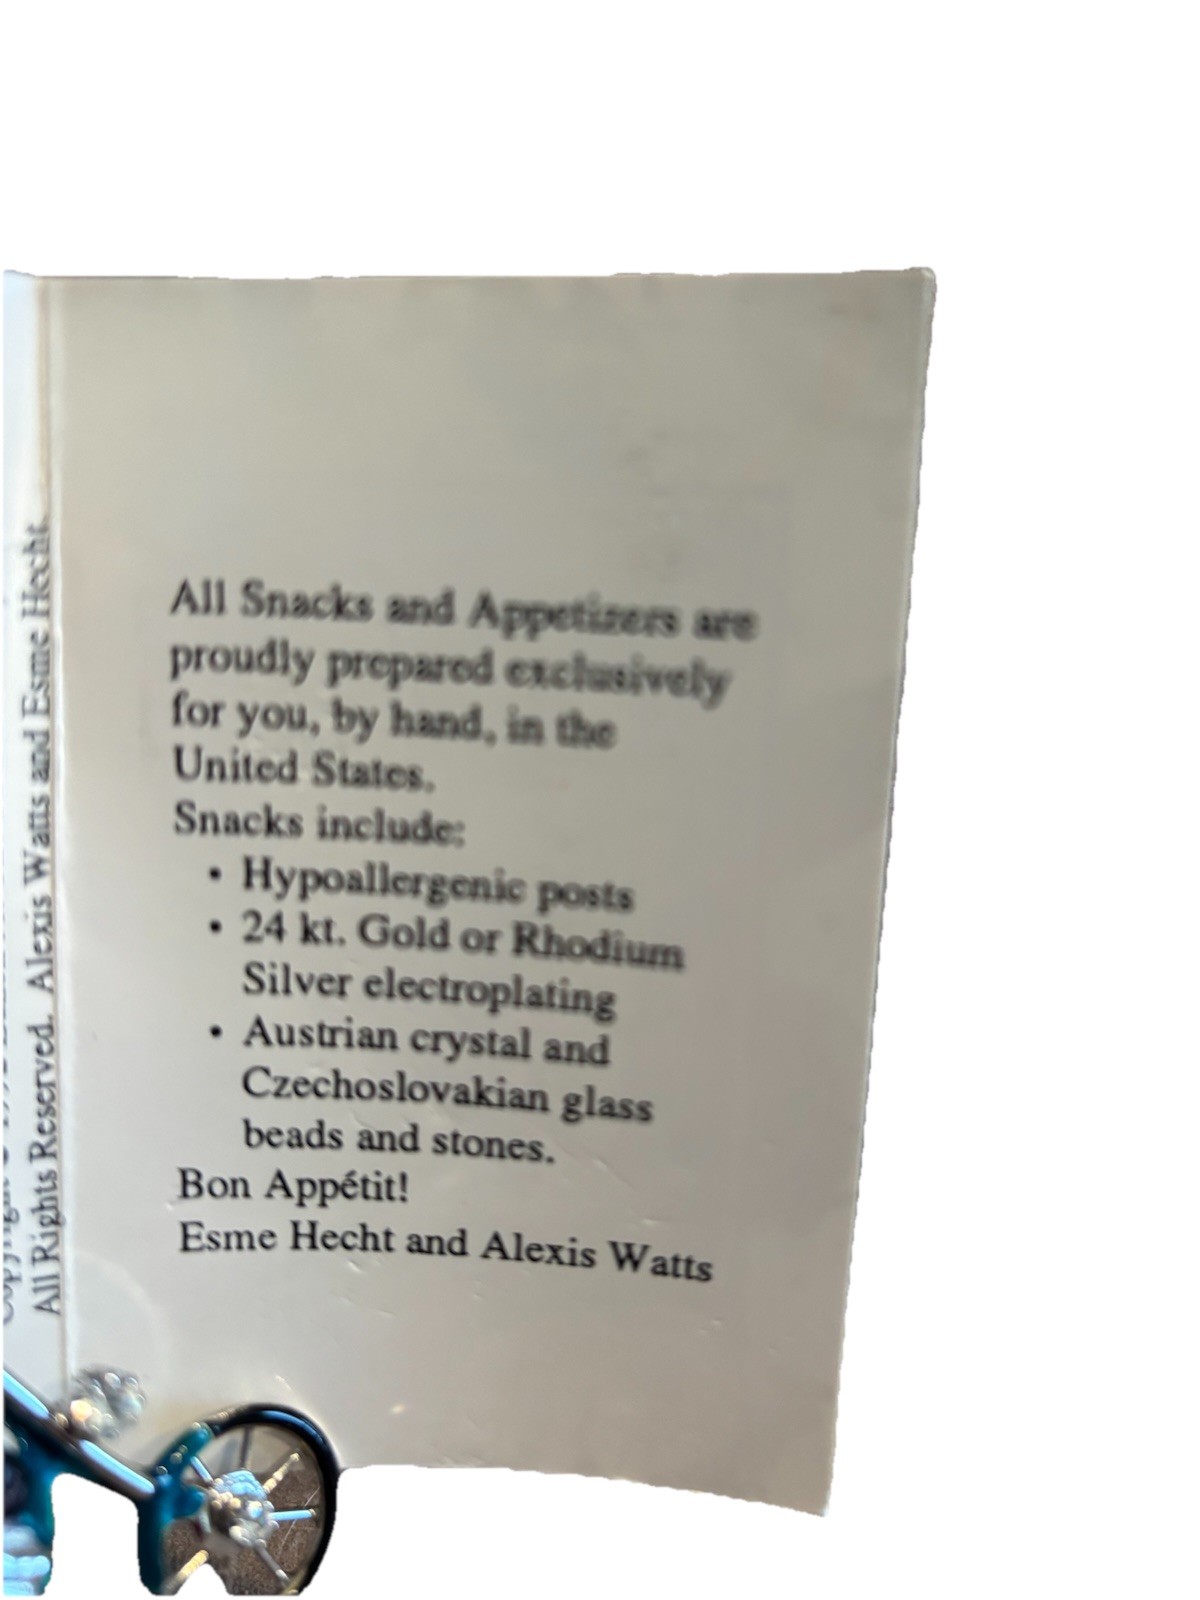 All Snacks and Appetizers are
proudly prepared exclusively
for you, by hand, in the
United States.
Snacks include:
• Hypoallergenic posts
• 24 kt. Gold or Rhodium
Silver electroplating
• Austrian crystal and
Czechoslovakian glass
beads and stones.
Bon Appétit!
Esme Hecht and Alexis Watts
Copyright ©
All Rights Reserved. Alexis Watts and Esme Hecht.